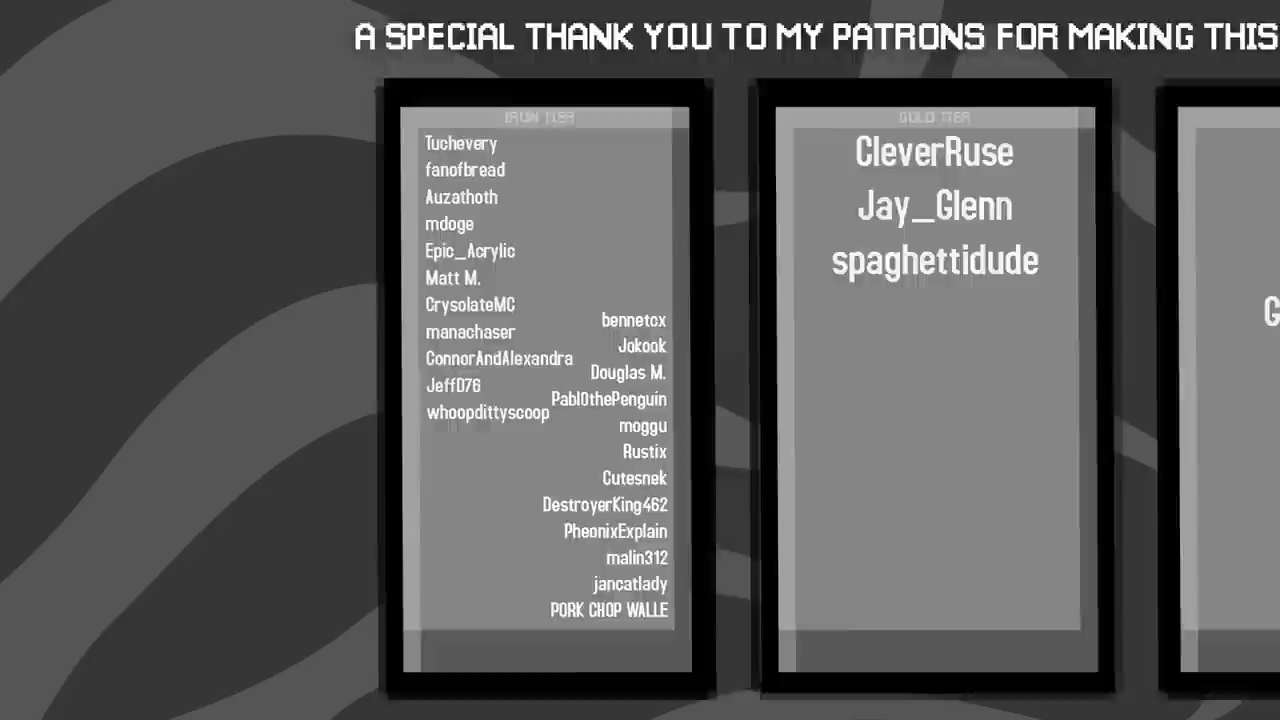 A SPECIAL THANK YOU TO MY PATRONS FOR MAKING THIS
IRON TIER
Tuchevery
fanofbread
Auzathoth
mdoge
Epic_Acrylic
Matt M.
CrysolateMC
manachaser
ConnorAndAlexandra
JeffD76
whoopdittyscoop
bennetox
Jokook
Douglas M.
Pabl0thePenguin
moggu
Rustix
Cutesnek
DestroyerKing462
PheonixExplain
malin312
jancatlady
PORK CHOP WALLE
GOLD TIER
CleverRuse
Jay_Glenn
spaghettidude
G